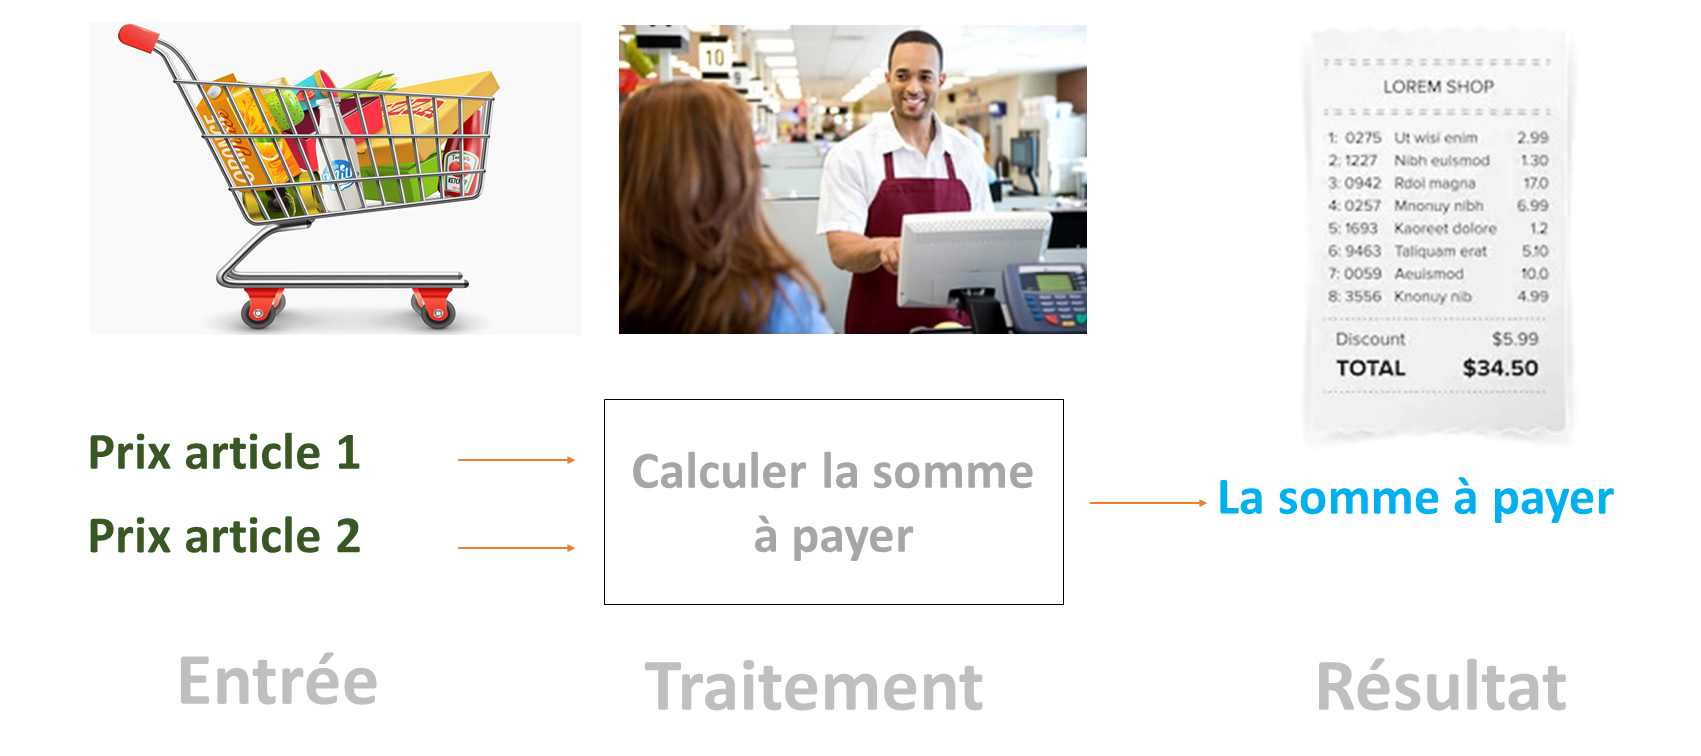 10
9
LOREM SHOP
1: 0275 Ut wisi enim 2.99
2: 1227 Nibh euismod 1.30
3: 0942 Rdol magna 17.0
4: 0257 Mnonuy nibh 6.99
5: 1693 Kaoreet dolore 1.2
6: 9463 Taliquam erat 5.10
7: 0059 Aeuismod 10.0
8: 3556 Knonuy nib 4.99
Discount $5.99
TOTAL $34.50
Prix article 1
Prix article 2
Calculer la somme
à payer
La somme à payer
Entrée
Traitement
Résultat